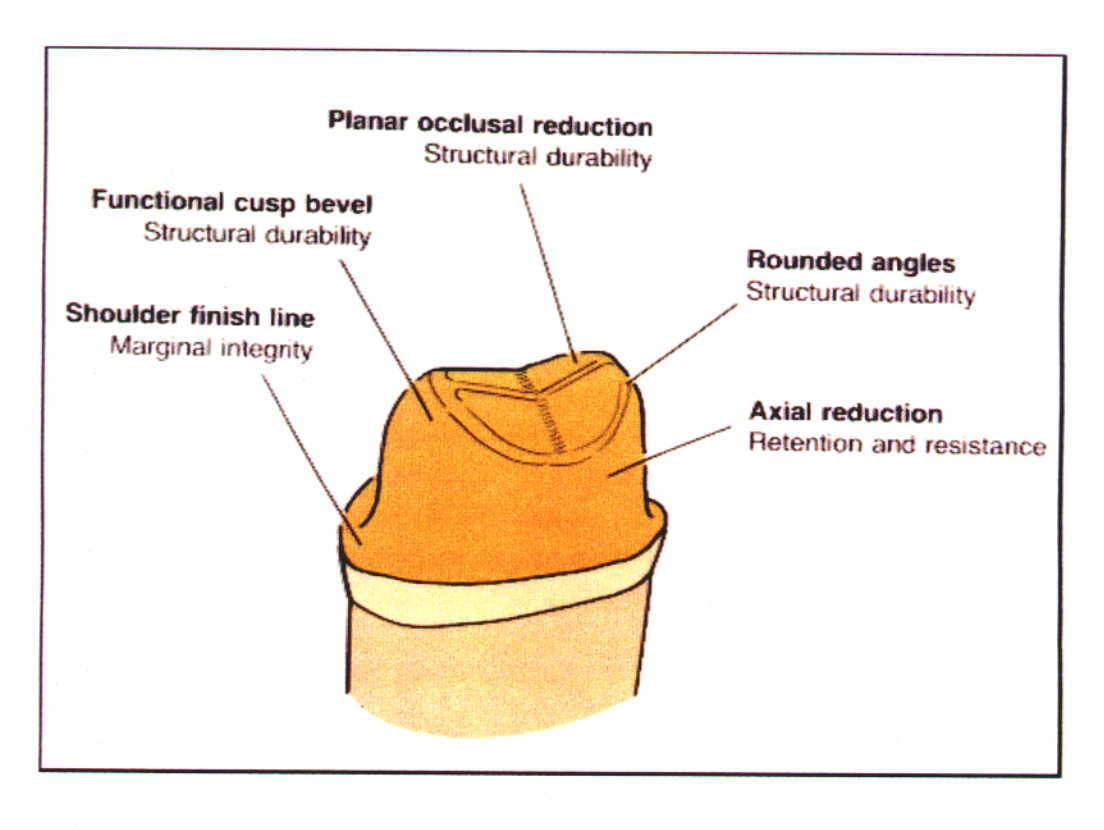 Planar occlusal reduction
Structural durability
Functional cusp bevel
Structural durability
Rounded angles
Structural durability
Shoulder finish line
Marginal integrity
Axial reduction
Retention and resistance